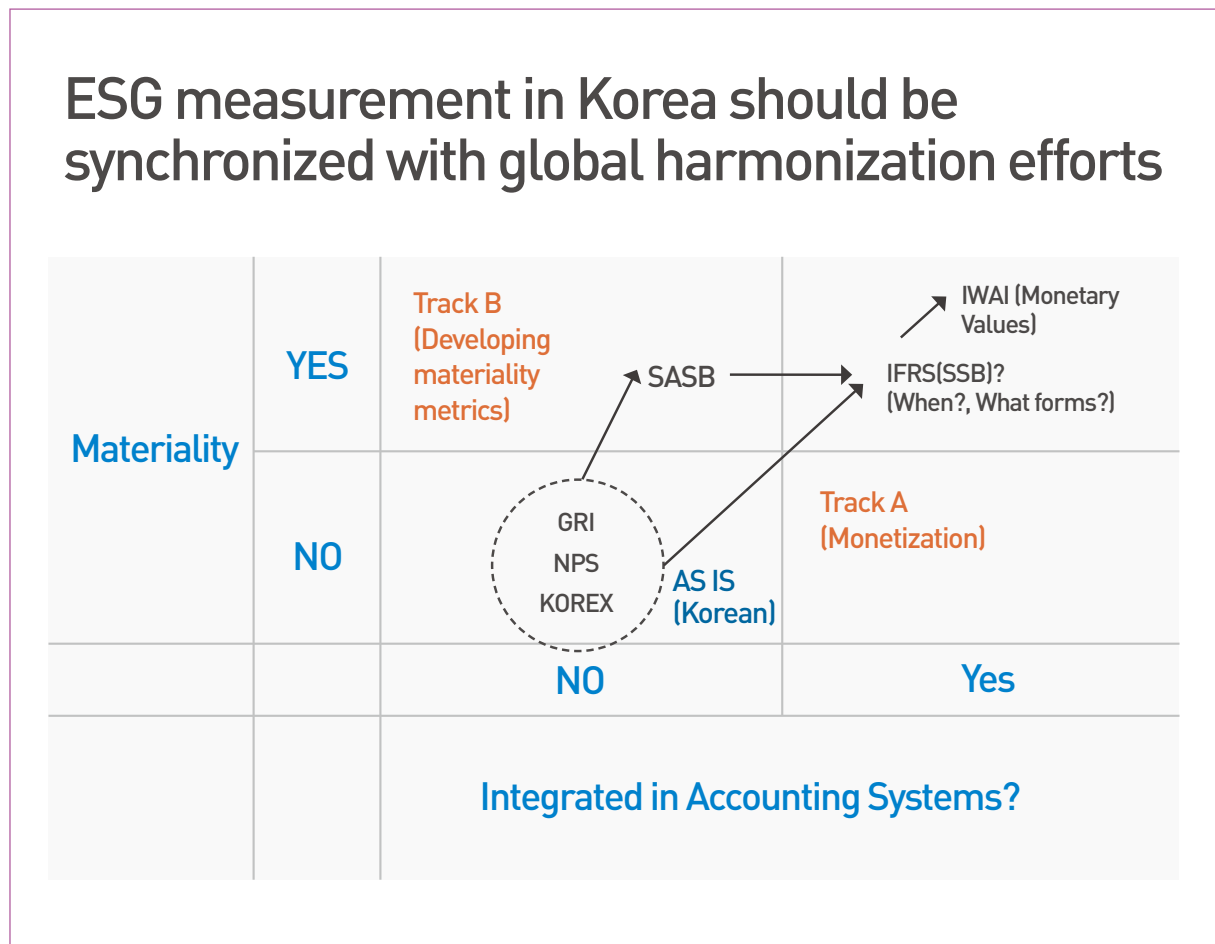 ESG measurement in Korea should be
synchronized with global harmonization efforts
Materiality
YES
Track B
(Developing
materiality
metrics)
SASB
IWAI (Monetary
Values)
IFRS(SSB)?
(When?, What forms?)
NO
GRI
NPS
KOREX
AS IS
(Korean)
Track A
(Monetization)
NO
Yes
Integrated in Accounting Systems?